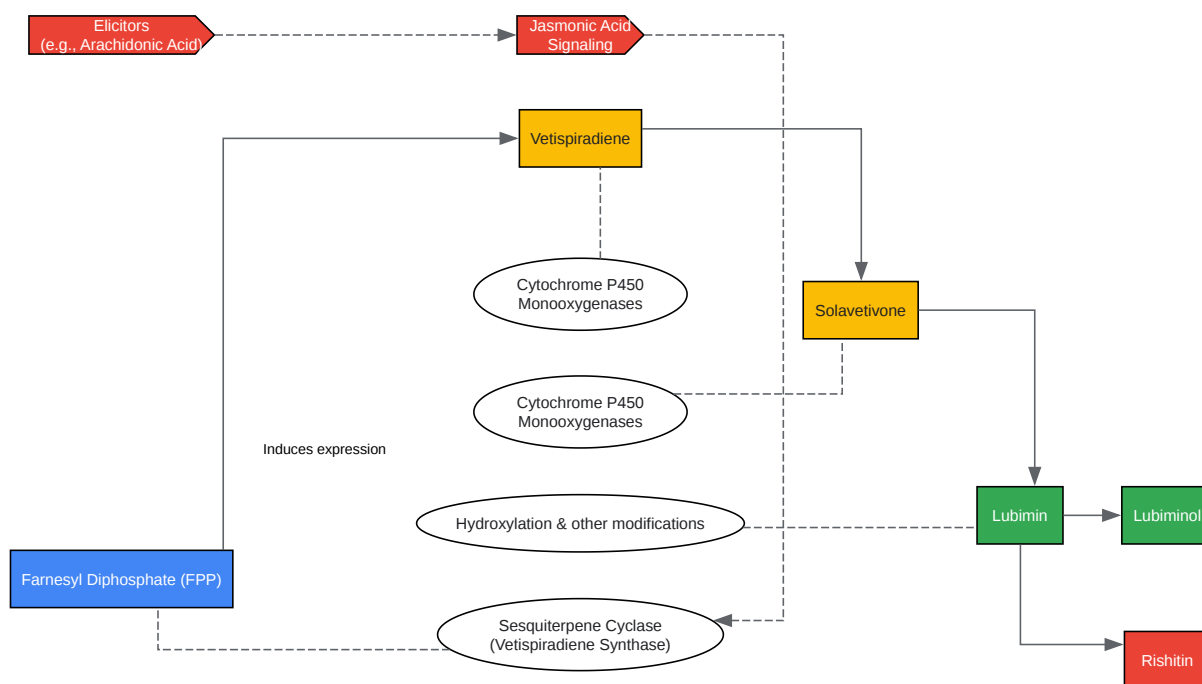 Elicitors
(e.g., Arachidonic Acid)
Jasmonic Acid
Signaling
Vetispiradiene
Cytochrome P450
Monooxygenases
Solavetivone
Cytochrome P450
Monooxygenases
Induces expression
Hydroxylation & other modifications
Lubimin
Lubiminol
Farnesyl Diphosphate (FPP)
Sesquiterpene Cyclase
(Vetispiradiene Synthase)
Rishitin